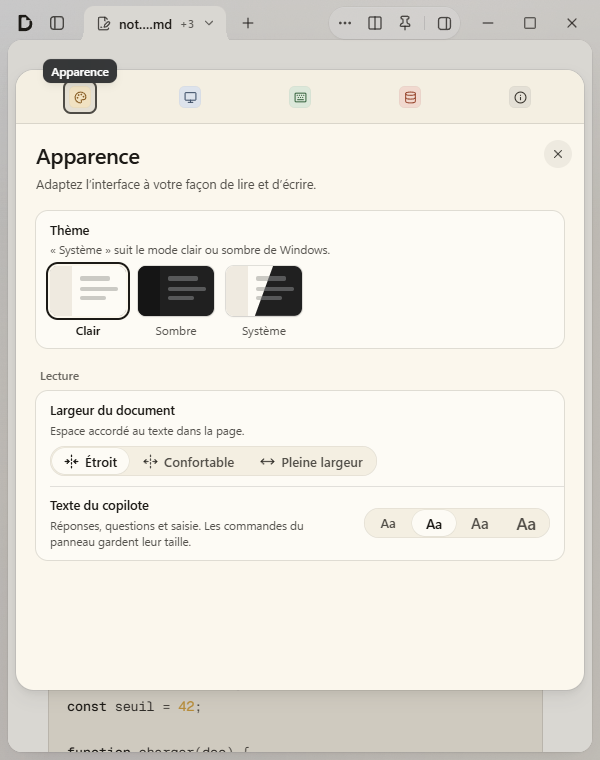 not....md +3
Apparence
Apparence
Adaptez l'interface à votre façon de lire et d'écrire.
Thème
« Système » suit le mode clair ou sombre de Windows.
Clair Sombre Système
Lecture
Largeur du document
Espace accordé au texte dans la page.
Étroit Confortable Pleine largeur
Texte du copilote
Réponses, questions et saisie. Les commandes du
panneau gardent leur taille.
Aa Aa Aa Aa
const seuil = 42;
function charger(doc) {